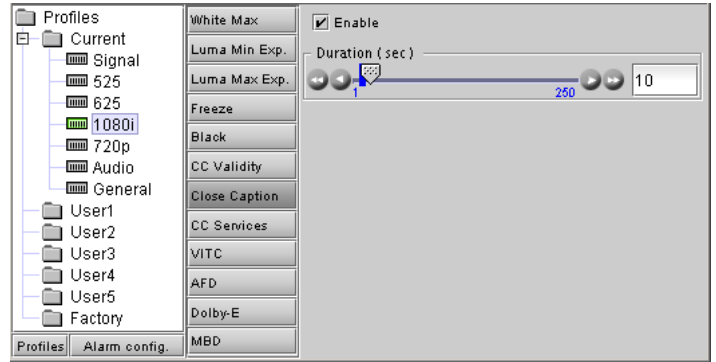 Profiles
Current
Signal
525
625
1080i
720p
Audio
General
User1
User2
User3
User4
User5
Factory
Profiles
Alarm config.
White Max
Luma Min Exp.
Luma Max Exp.
Freeze
Black
CC Validity
Close Caption
CC Services
VITC
AFD
Dolby-E
MBD
Enable
Duration ( sec )
1
250
10